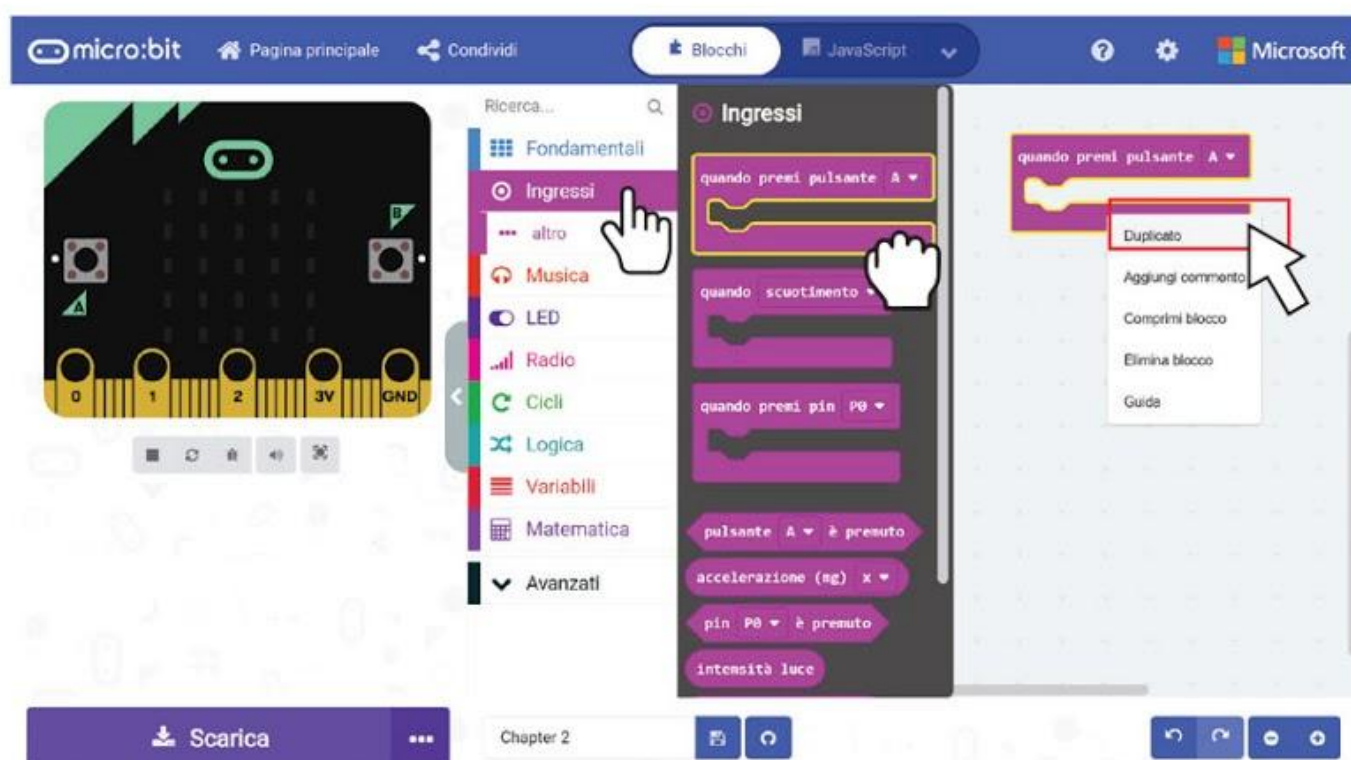 micro:bit
Pagina principale
Condividi
Blocchi
JavaScript
?
Microsoft
B
A
0 1 2 3V GND
Ricerca...
Fondamentali
Ingressi
altro
Musica
LED
Radio
Cicli
Logica
Variabili
Matematica
Avanzati
Ingressi
quando premi pulsante A
quando scuotimento
quando premi pin P0
pulsante A è premuto
accelerazione (mg) x
pin P0 è premuto
intensità luce
quando premi pulsante A
Duplicato
Aggiungi commento
Comprimi blocco
Elimina blocco
Guida
Scarica
Chapter 2